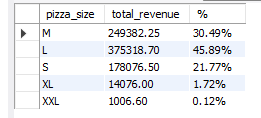 pizza_size total_revenue %
M 249382.25 30.49%
L 375318.70 45.89%
S 178076.50 21.77%
XL 14076.00 1.72%
XXL 1006.60 0.12%